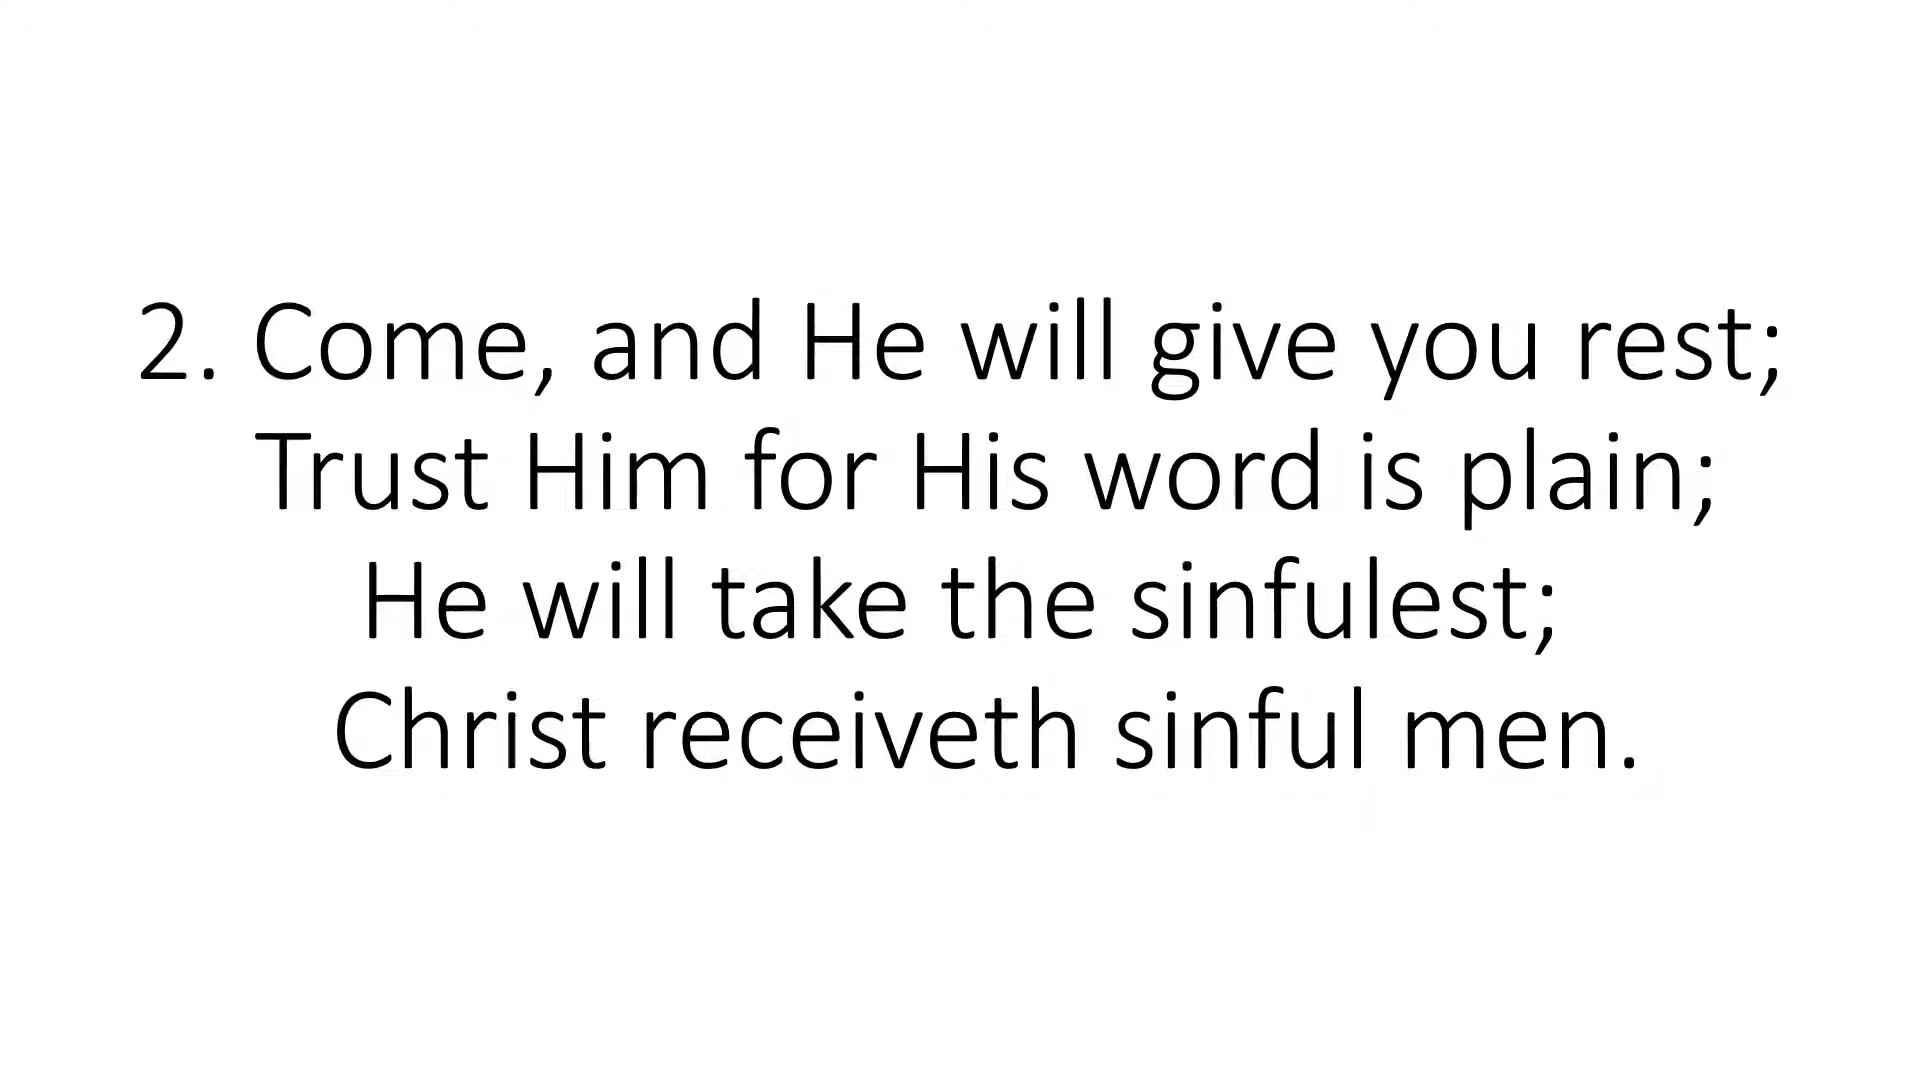 2. Come, and He will give you rest;
Trust Him for His word is plain;
He will take the sinfulest;
Christ receiveth sinful men.